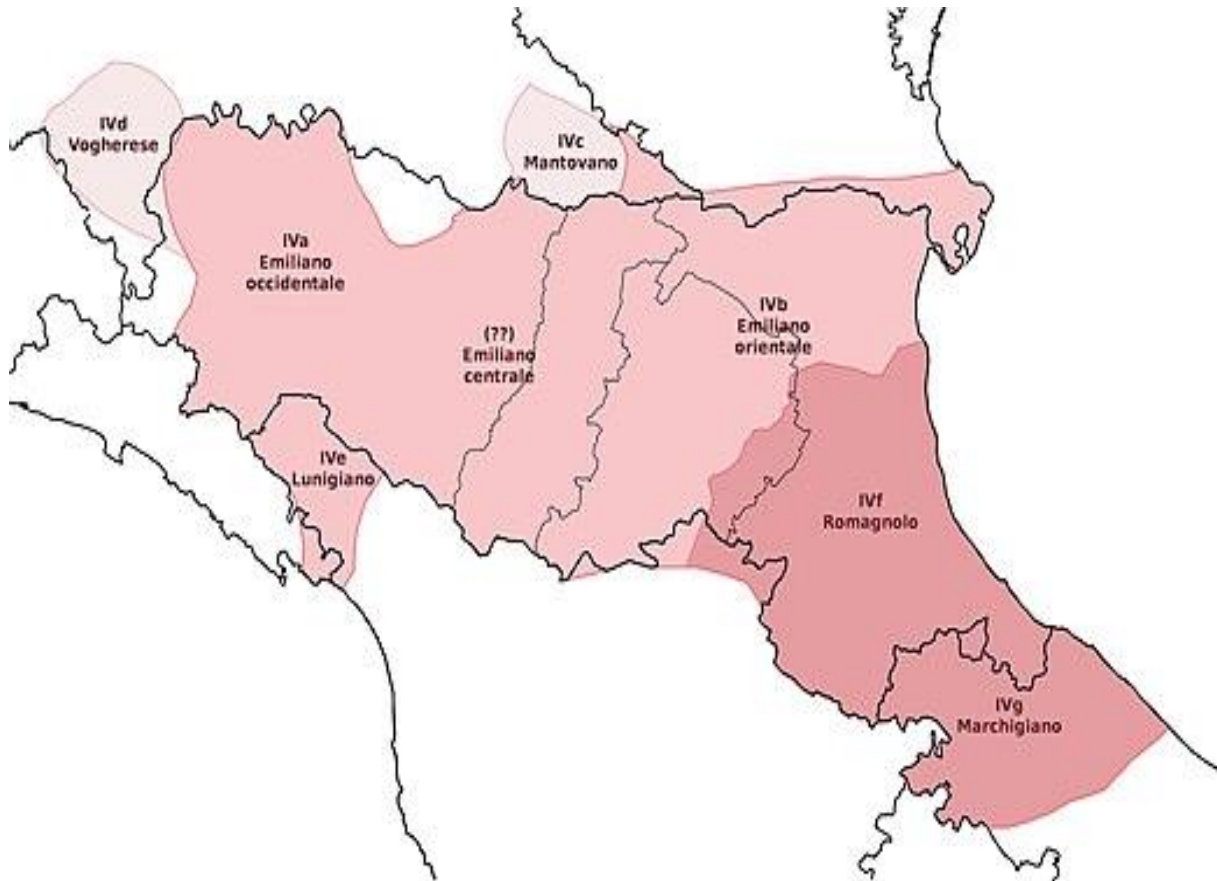 IVd
Vogherese
IVc
Mantovano
IVa
Emiliano
occidentale
(??)
Emiliano
centrale
IVb
Emiliano
orientale
IVe
Lunigiano
IVf
Romagnolo
IVg
Marchigiano